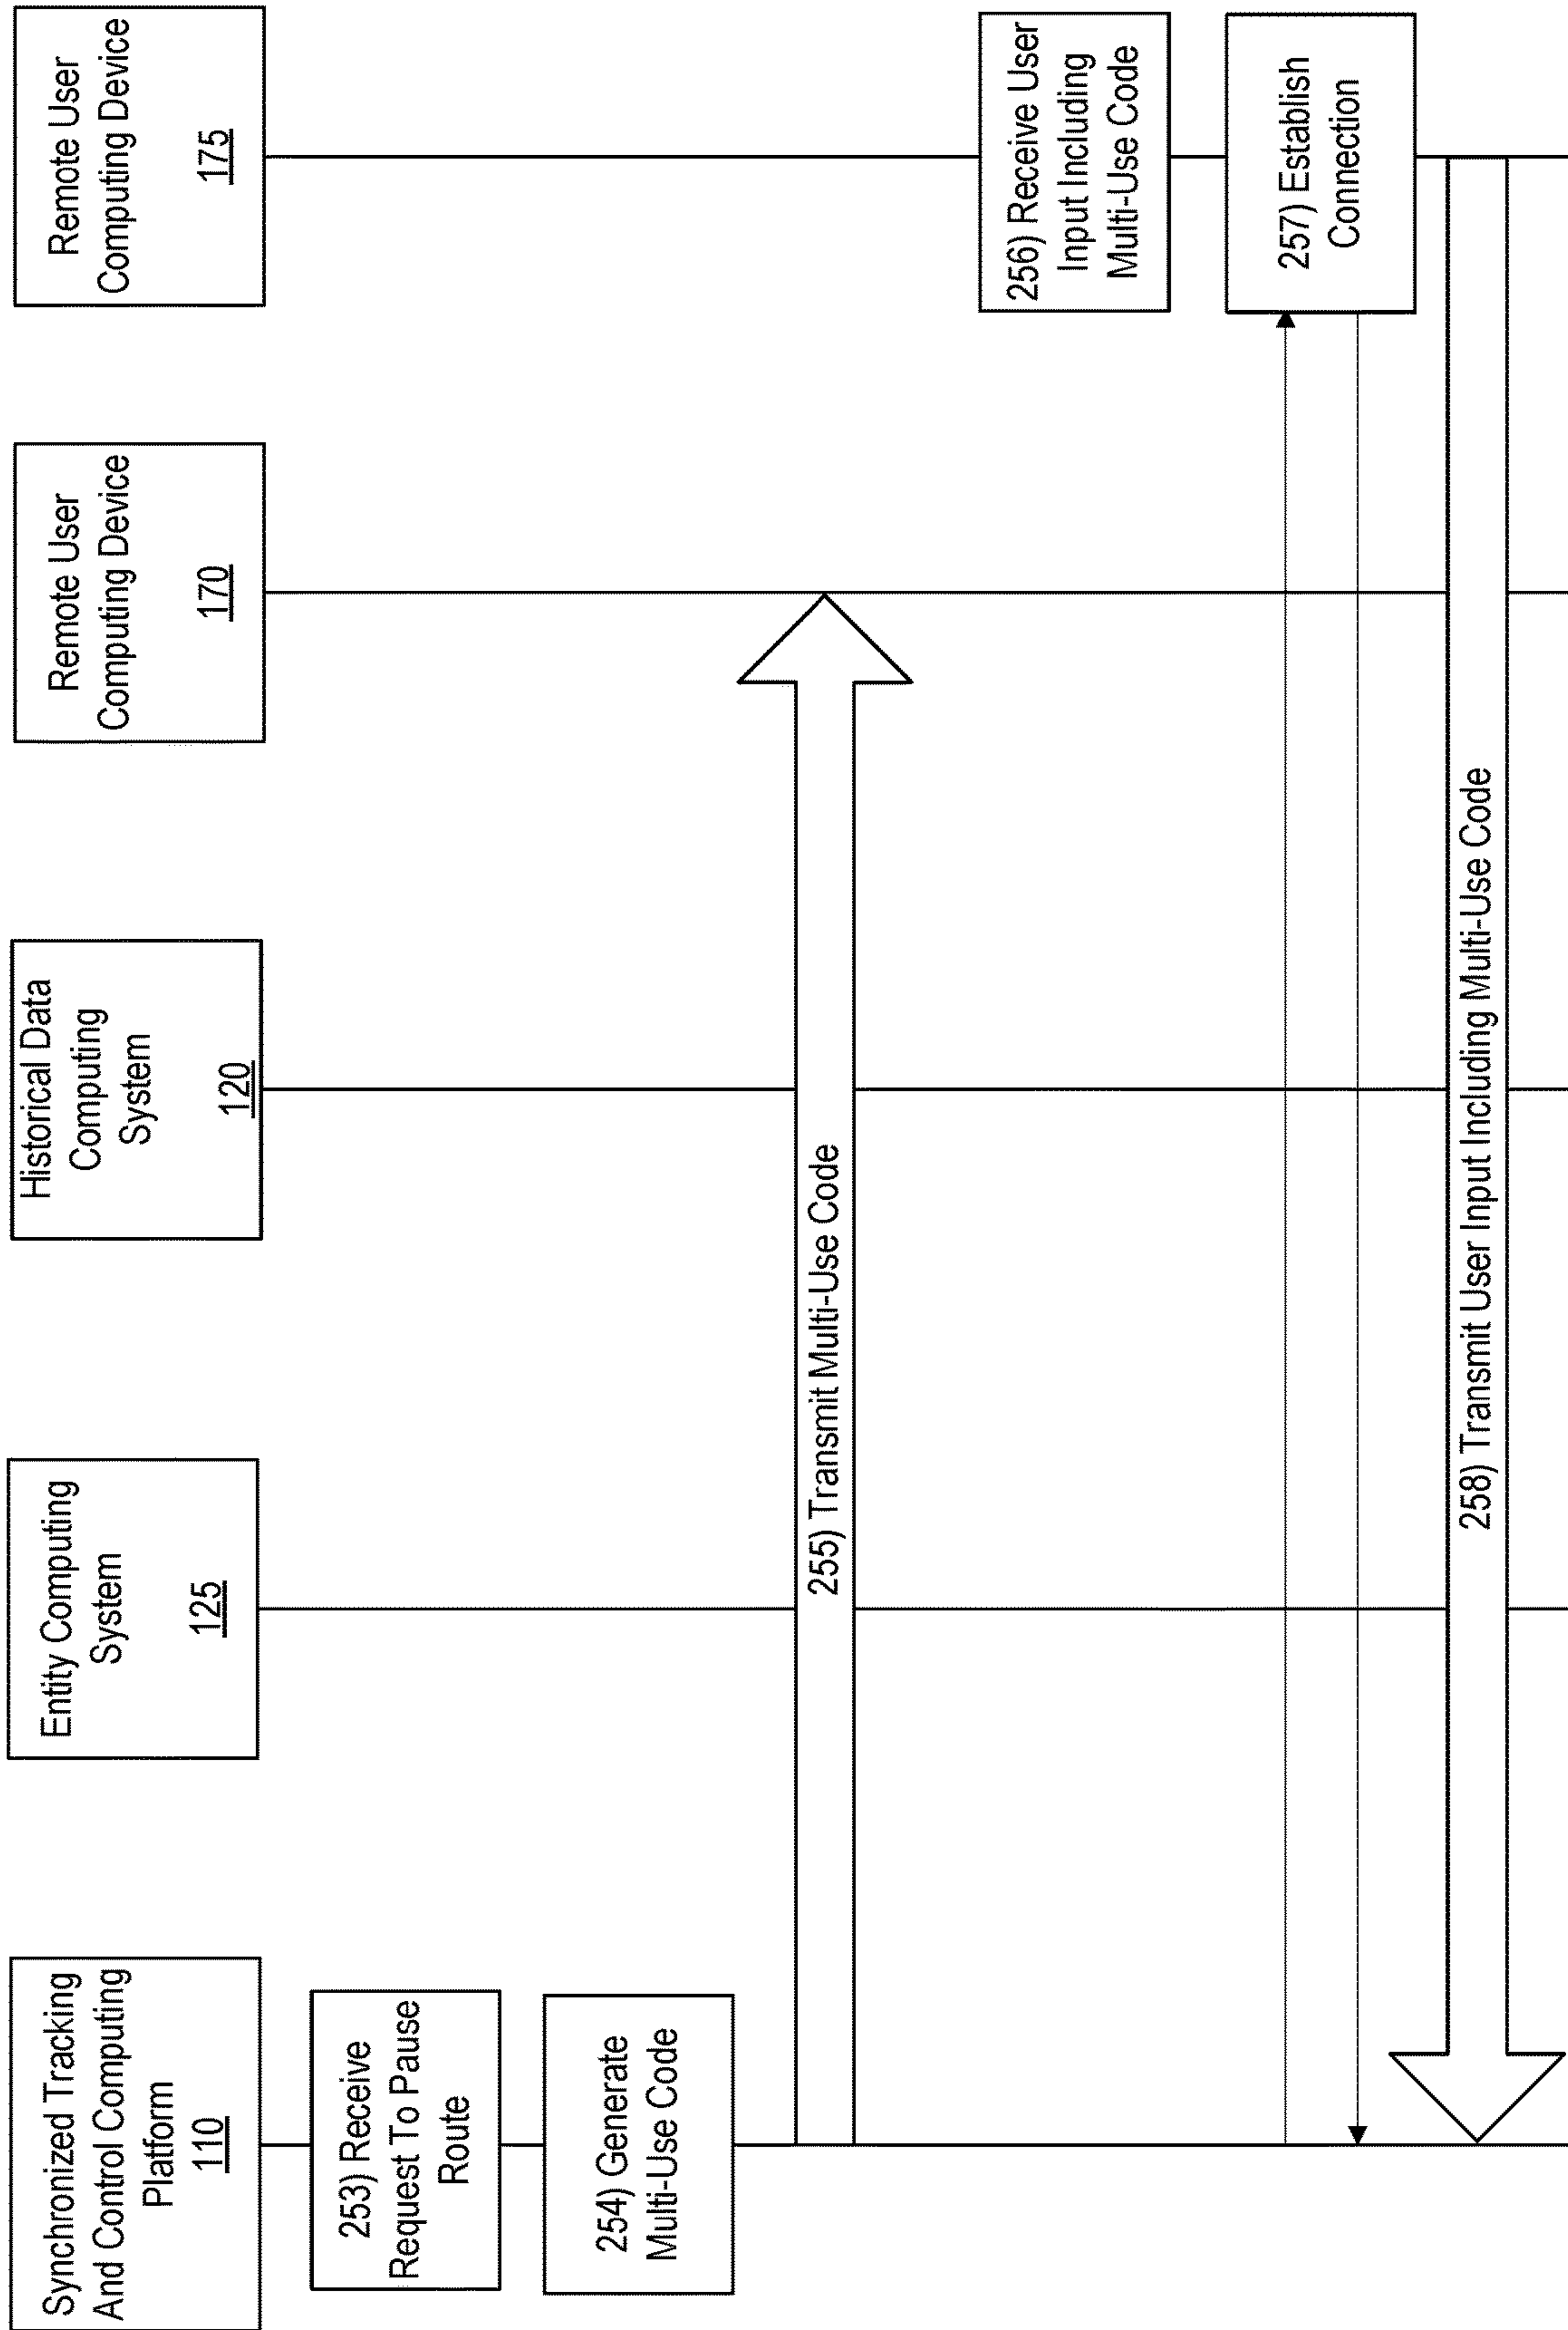 Synchronized Tracking
And Control Computing
Platform
110
Entity Computing
System
125
Historical Data
Computing
System
120
Remote User
Computing Device
170
Remote User
Computing Device
175
253) Receive
Request To Pause
Route
254) Generate
Multi-Use Code
255) Transmit Multi-Use Code
256) Receive User
Input Including
Multi-Use Code
257) Establish
Connection
258) Transmit User Input Including Multi-Use Code